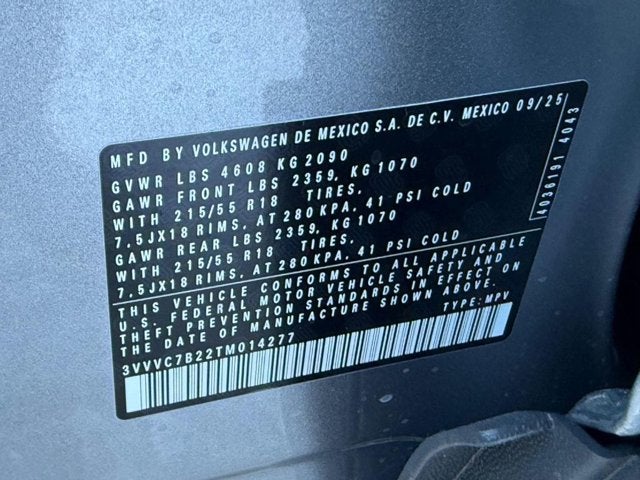 MFD BY VOLKSWAGEN DE MEXICO S.A. DE C.V. MEXICO 09/25
GVWR LBS 4608 KG 2090
GAWR FRONT LBS 2359, KG 1070
WITH 215/55 R18 TIRES,
7,5JX18 RIMS, AT 280 KPA, 41 PSI COLD
GAWR REAR LBS 2359, KG 1070
WITH 215/55 R18 TIRES,
7,5JX18 RIMS, AT 280 KPA, 41 PSI COLD
THIS VEHICLE CONFORMS TO ALL APPLICABLE
U.S. FEDERAL MOTOR VEHICLE SAFETY AND
THEFT PREVENTION STANDARDS IN EFFECT ON
THE DATE OF MANUFACTURE SHOWN ABOVE.
TYPE: MPV
3VVVC7B22TM014277
4036191 4043